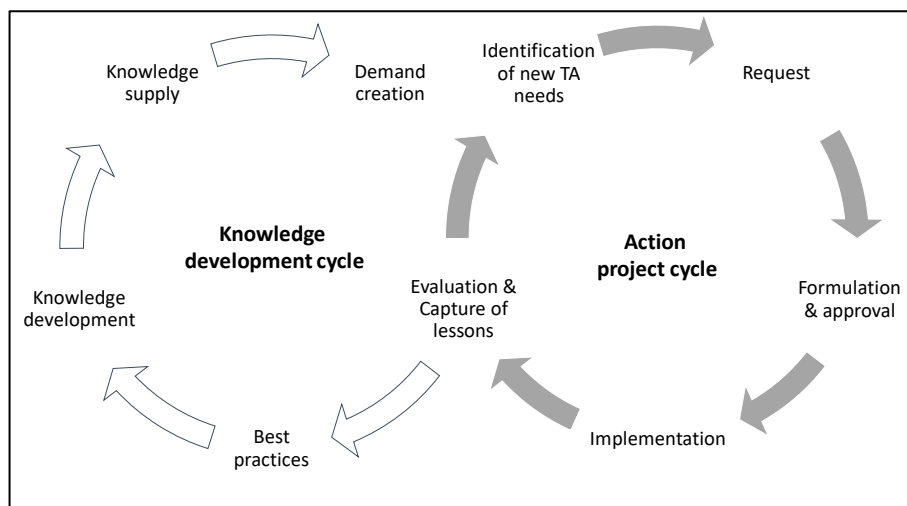 Knowledge
supply
Demand
creation
Identification
of new TA
needs
Request
Knowledge
development cycle
Action
project cycle
Knowledge
development
Evaluation &
Capture of
lessons
Formulation
& approval
Best
practices
Implementation